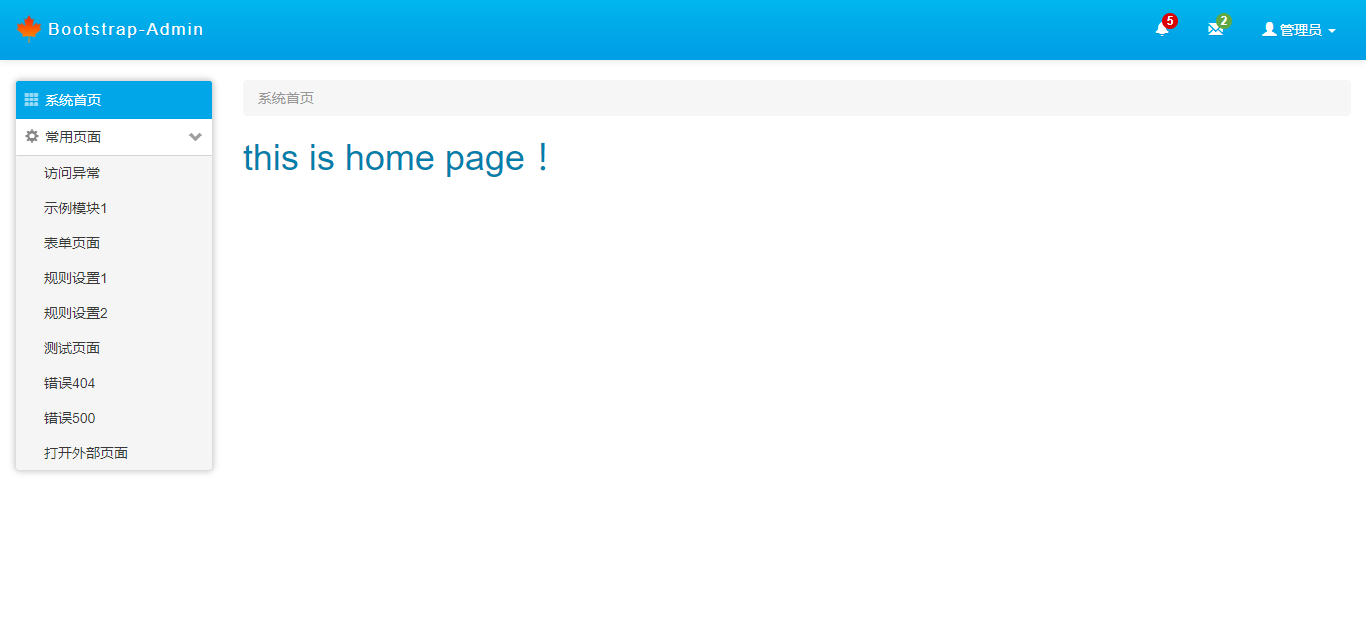 Bootstrap-Admin
5
2
管理员
系统首页
常用页面
访问异常
示例模块1
表单页面
规则设置1
规则设置2
测试页面
错误404
错误500
打开外部页面
系统首页
this is home page！